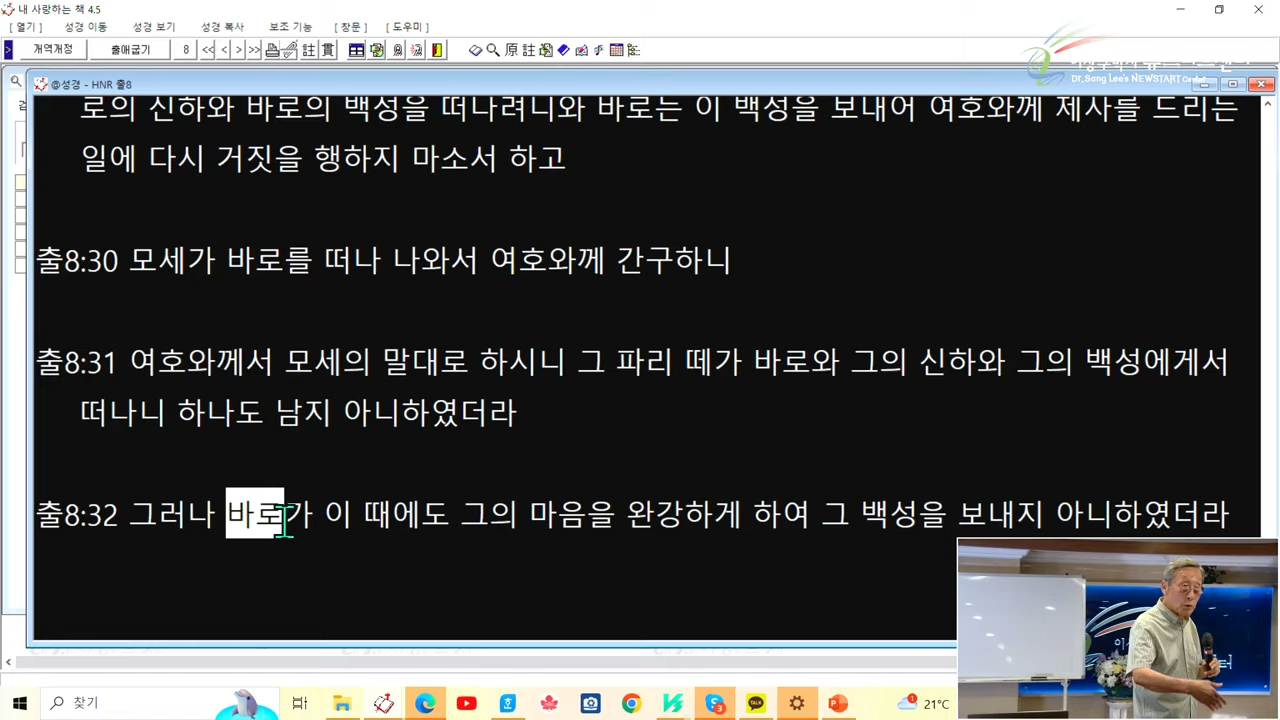 내 사랑하는 책 4.5
[ 열기 ] 성경 이동 성경 보기 성경 복사 보조 기능 [ 창문 ] [ 도우미 ]
개역개정 출애굽기 8 << < > >> 註 貫 原 註
Dr. Sang Lee's NEWSTART Center
@성경 - HNR 출8
로의 신하와 바로의 백성을 떠나려니와 바로는 이 백성을 보내어 여호와께 제사를 드리는
일에 다시 거짓을 행하지 마소서 하고
출8:30 모세가 바로를 떠나 나와서 여호와께 간구하니
출8:31 여호와께서 모세의 말대로 하시니 그 파리 떼가 바로와 그의 신하와 그의 백성에게서
떠나니 하나도 남지 아니하였더라
출8:32 그러나 바로가 이 때에도 그의 마음을 완강하게 하여 그 백성을 보내지 아니하였더라
찾기
TALK
21°C